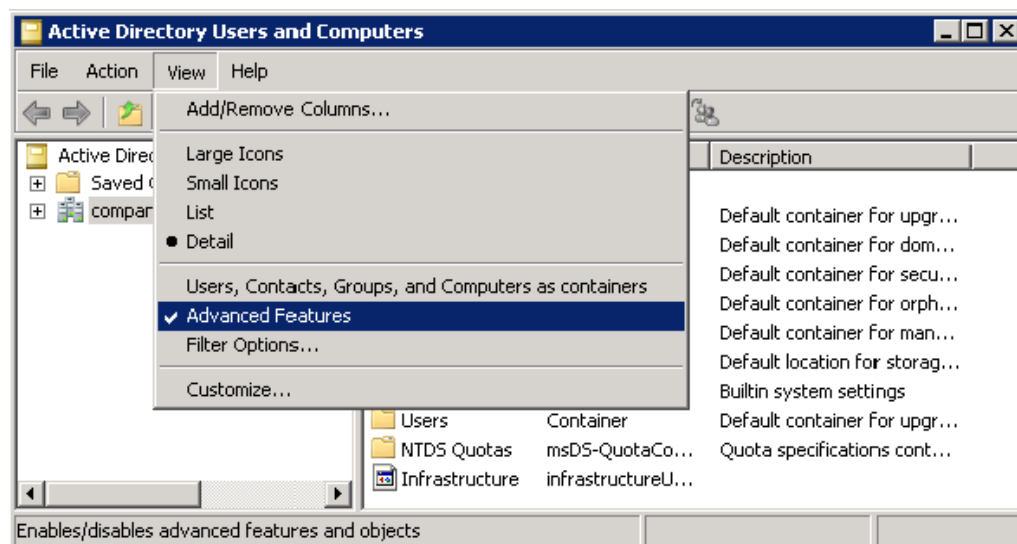 Active Directory Users and Computers
File Action View Help
Add/Remove Columns...
Active Direc
Description
Large Icons
Saved
Small Icons
compar
List
Default container for upgr...
Detail
Default container for dom...
Default container for secu...
Users, Contacts, Groups, and Computers as containers
Default container for orph...
Advanced Features
Default container for man...
Filter Options...
Default location for storag...
Customize...
Builtin system settings
Users Container Default container for upgr...
NTDS Quotas msDS-QuotaCo... Quota specifications cont...
Infrastructure infrastructureU...
Enables/disables advanced features and objects